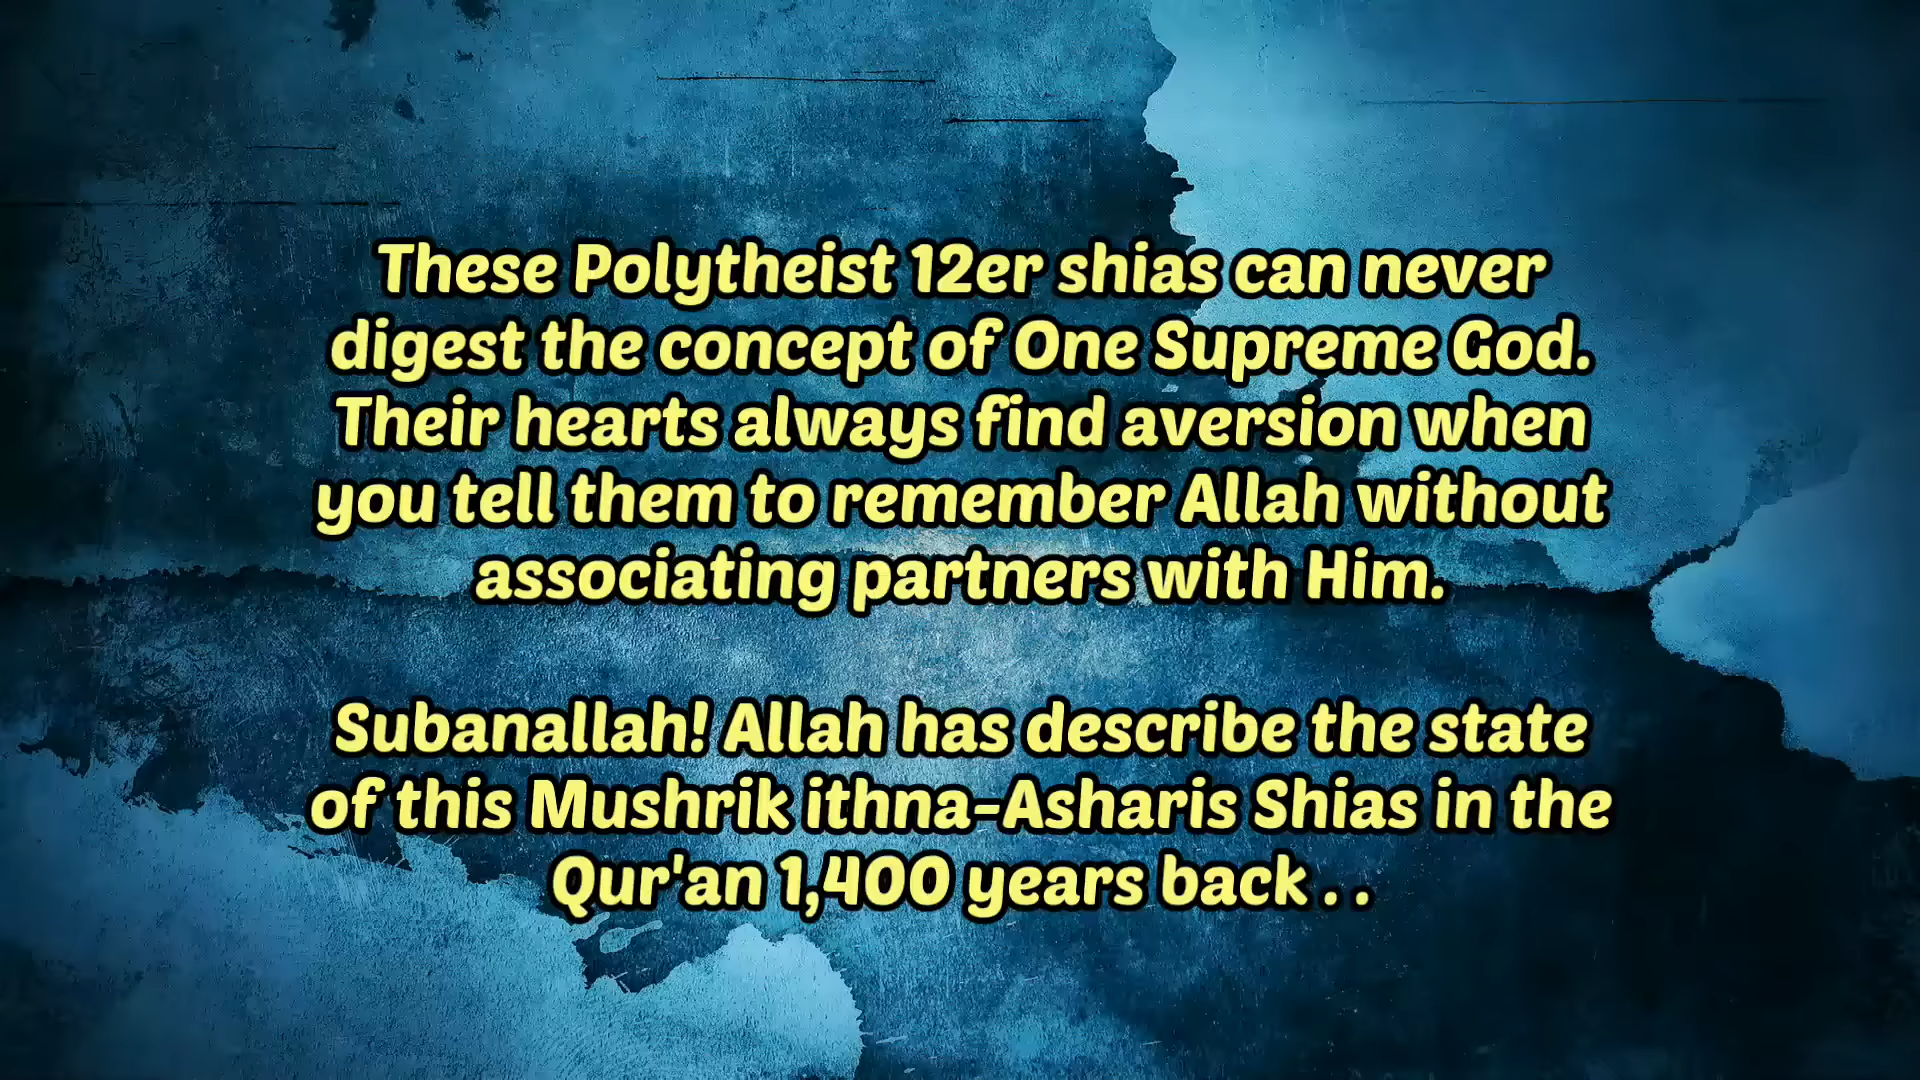 These Polytheist 12er shias can never
digest the concept of One Supreme God.
Their hearts always find aversion when
you tell them to remember Allah without
associating partners with Him.
Subanallah! Allah has describe the state
of this Mushrik ithna-Asharis Shias in the
Qur'an 1,400 years back . .